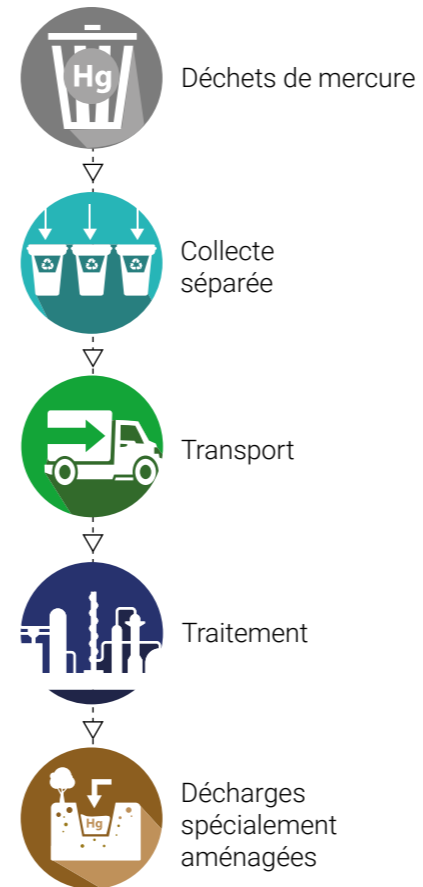 Hg
Déchets de mercure
Collecte
séparée
Transport
Traitement
Hg
Décharges
spécialement
aménagées